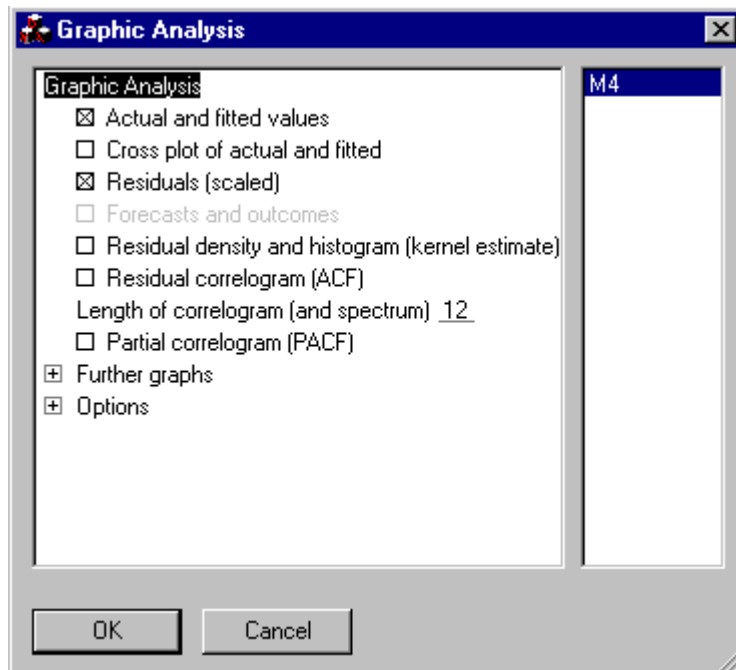 Graphic Analysis
Graphic Analysis
Actual and fitted values
Cross plot of actual and fitted
Residuals (scaled)
Forecasts and outcomes
Residual density and histogram (kernel estimate)
Residual correlogram (ACF)
Length of correlogram (and spectrum) 12
Partial correlogram (PACF)
Further graphs
Options
M4
OK
Cancel